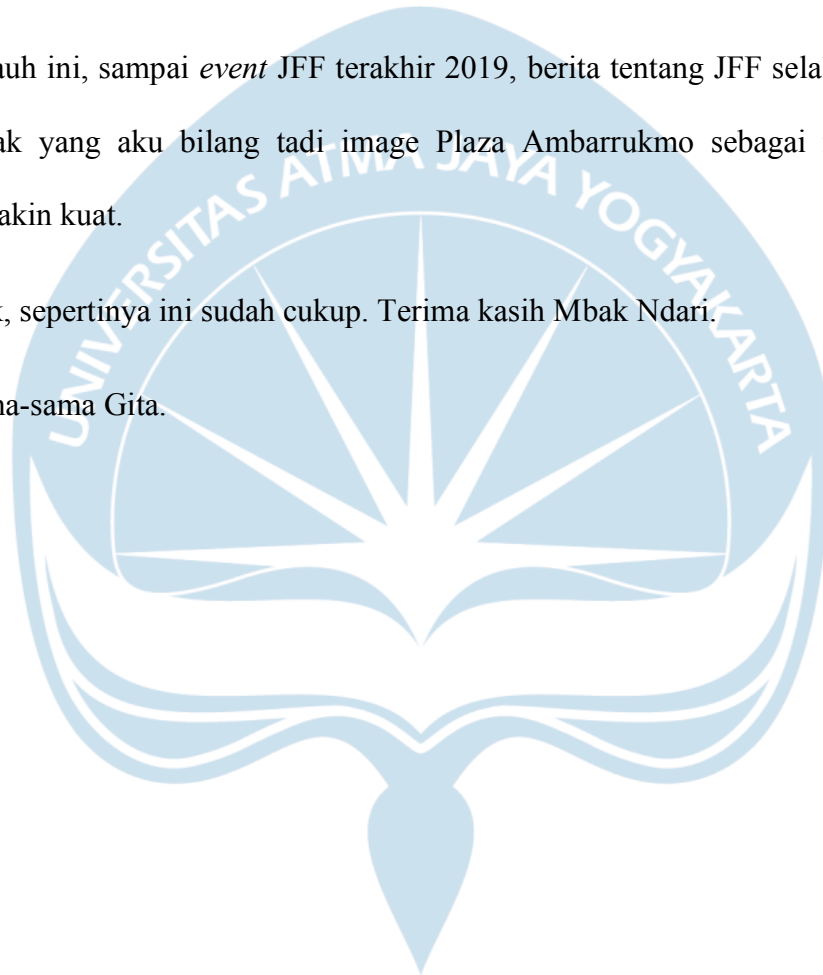 auh ini, sampai event JFF terakhir 2019, berita tentang JFF sela
ak yang aku bilang tadi image Plaza Ambarrukmo sebagai
akin kuat.
, sepertinya ini sudah cukup. Terima kasih Mbak Ndari.
na-sama Gita.
UNIVERSITAS ATMA JAYA YOGYAKARTA